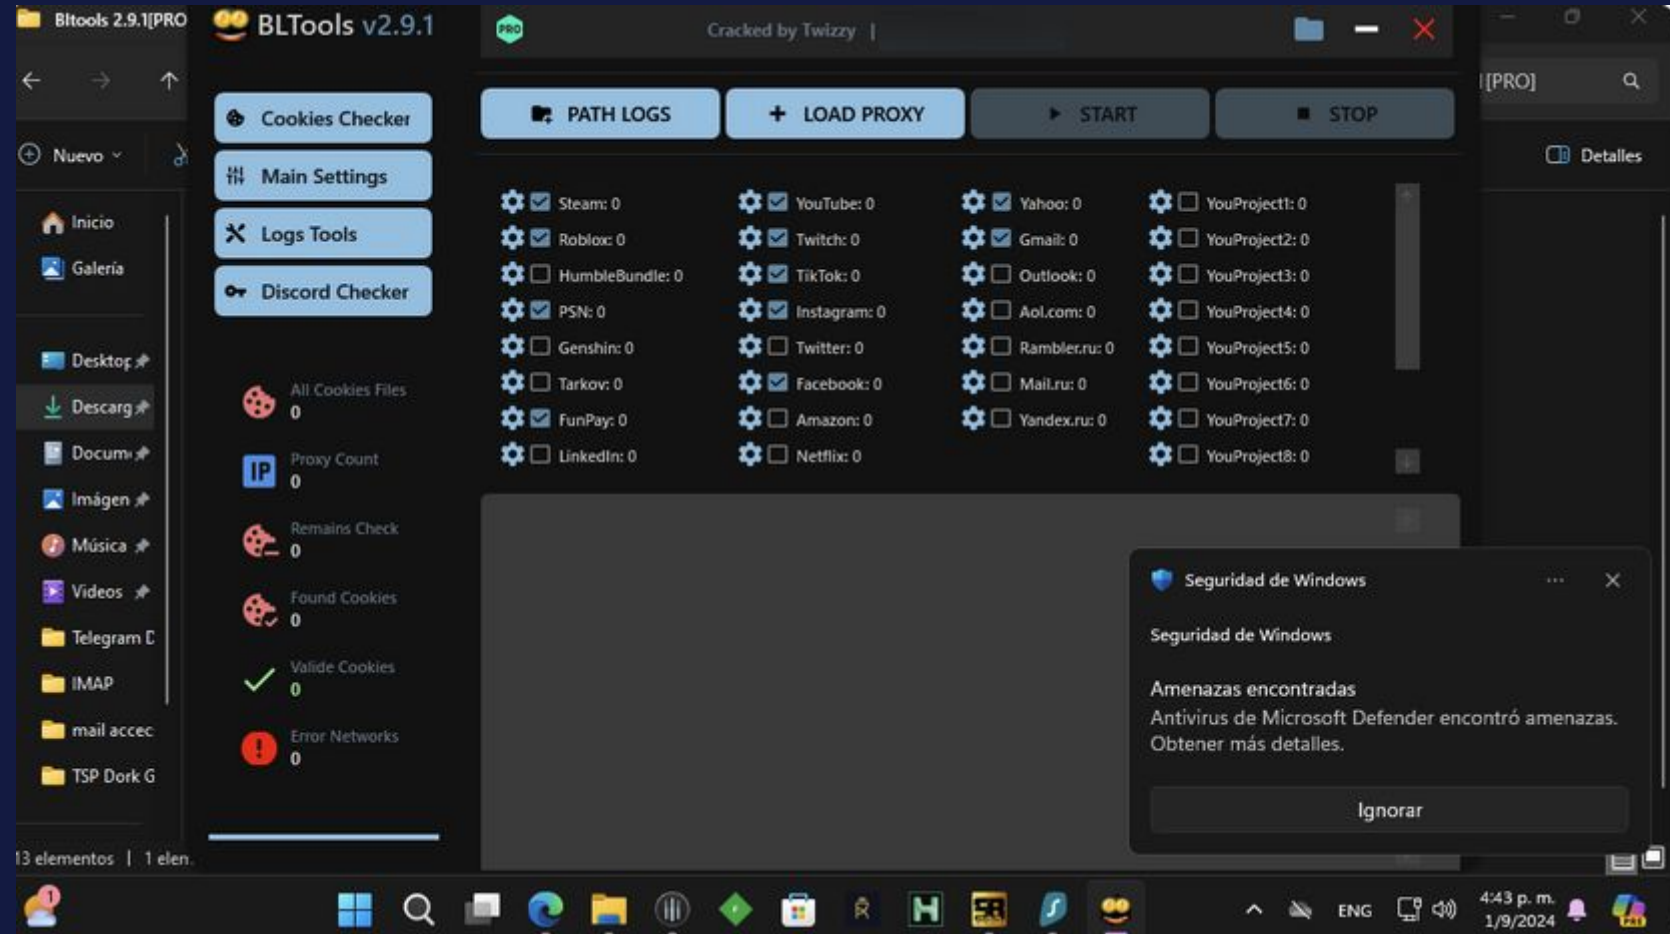 Bltools 2.9.1[PRO
BLTools v2.9.1
PRO
Cracked by Twizzy |
[PRO]
Nuevo
Detalles
Cookies Checker
Main Settings
Logs Tools
Discord Checker
PATH LOGS
LOAD PROXY
START
STOP
Inicio
Galería
Desktop
Descarg
Docum
Imágen
Música
Videos
Telegram D
IMAP
mail accec
TSP Dork G
All Cookies Files
0
IP
Proxy Count
0
Remains Check
0
Found Cookies
0
Valide Cookies
0
Error Networks
0
Steam: 0
YouTube: 0
Yahoo: 0
YouProject1: 0
Roblox: 0
Twitch: 0
Gmail: 0
YouProject2: 0
HumbleBundle: 0
TikTok: 0
Outlook: 0
YouProject3: 0
PSN: 0
Instagram: 0
Aol.com: 0
YouProject4: 0
Genshin: 0
Twitter: 0
Rambler.ru: 0
YouProject5: 0
Tarkov: 0
Facebook: 0
Mail.ru: 0
YouProject6: 0
FunPay: 0
Amazon: 0
Yandex.ru: 0
YouProject7: 0
LinkedIn: 0
Netflix: 0
YouProject8: 0
Seguridad de Windows
Seguridad de Windows
Amenazas encontradas
Antivirus de Microsoft Defender encontró amenazas.
Obtener más detalles.
Ignorar
13 elementos | 1 elen
1
H
SR
ENG
4:43 p. m.
1/9/2024
PRE